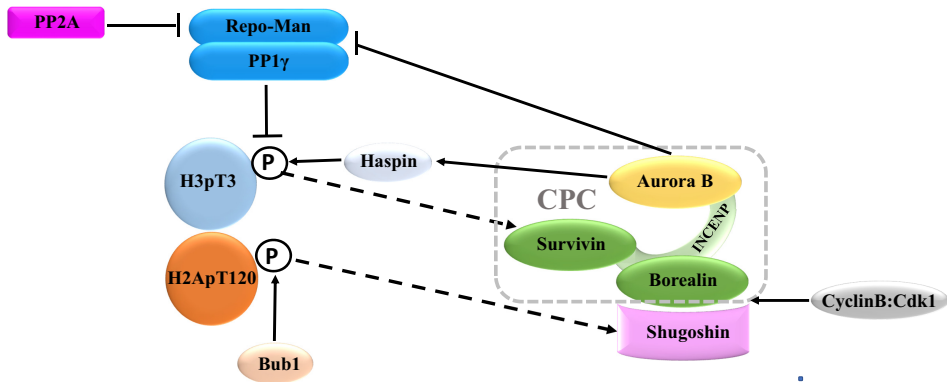 PP2A
Repo-Man
PP1γ
P
Haspin
H3pT3
Aurora B
CPC
INCENP
Survivin
P
H2ApT120
Borealin
CyclinB:Cdk1
Shugoshin
Bub1